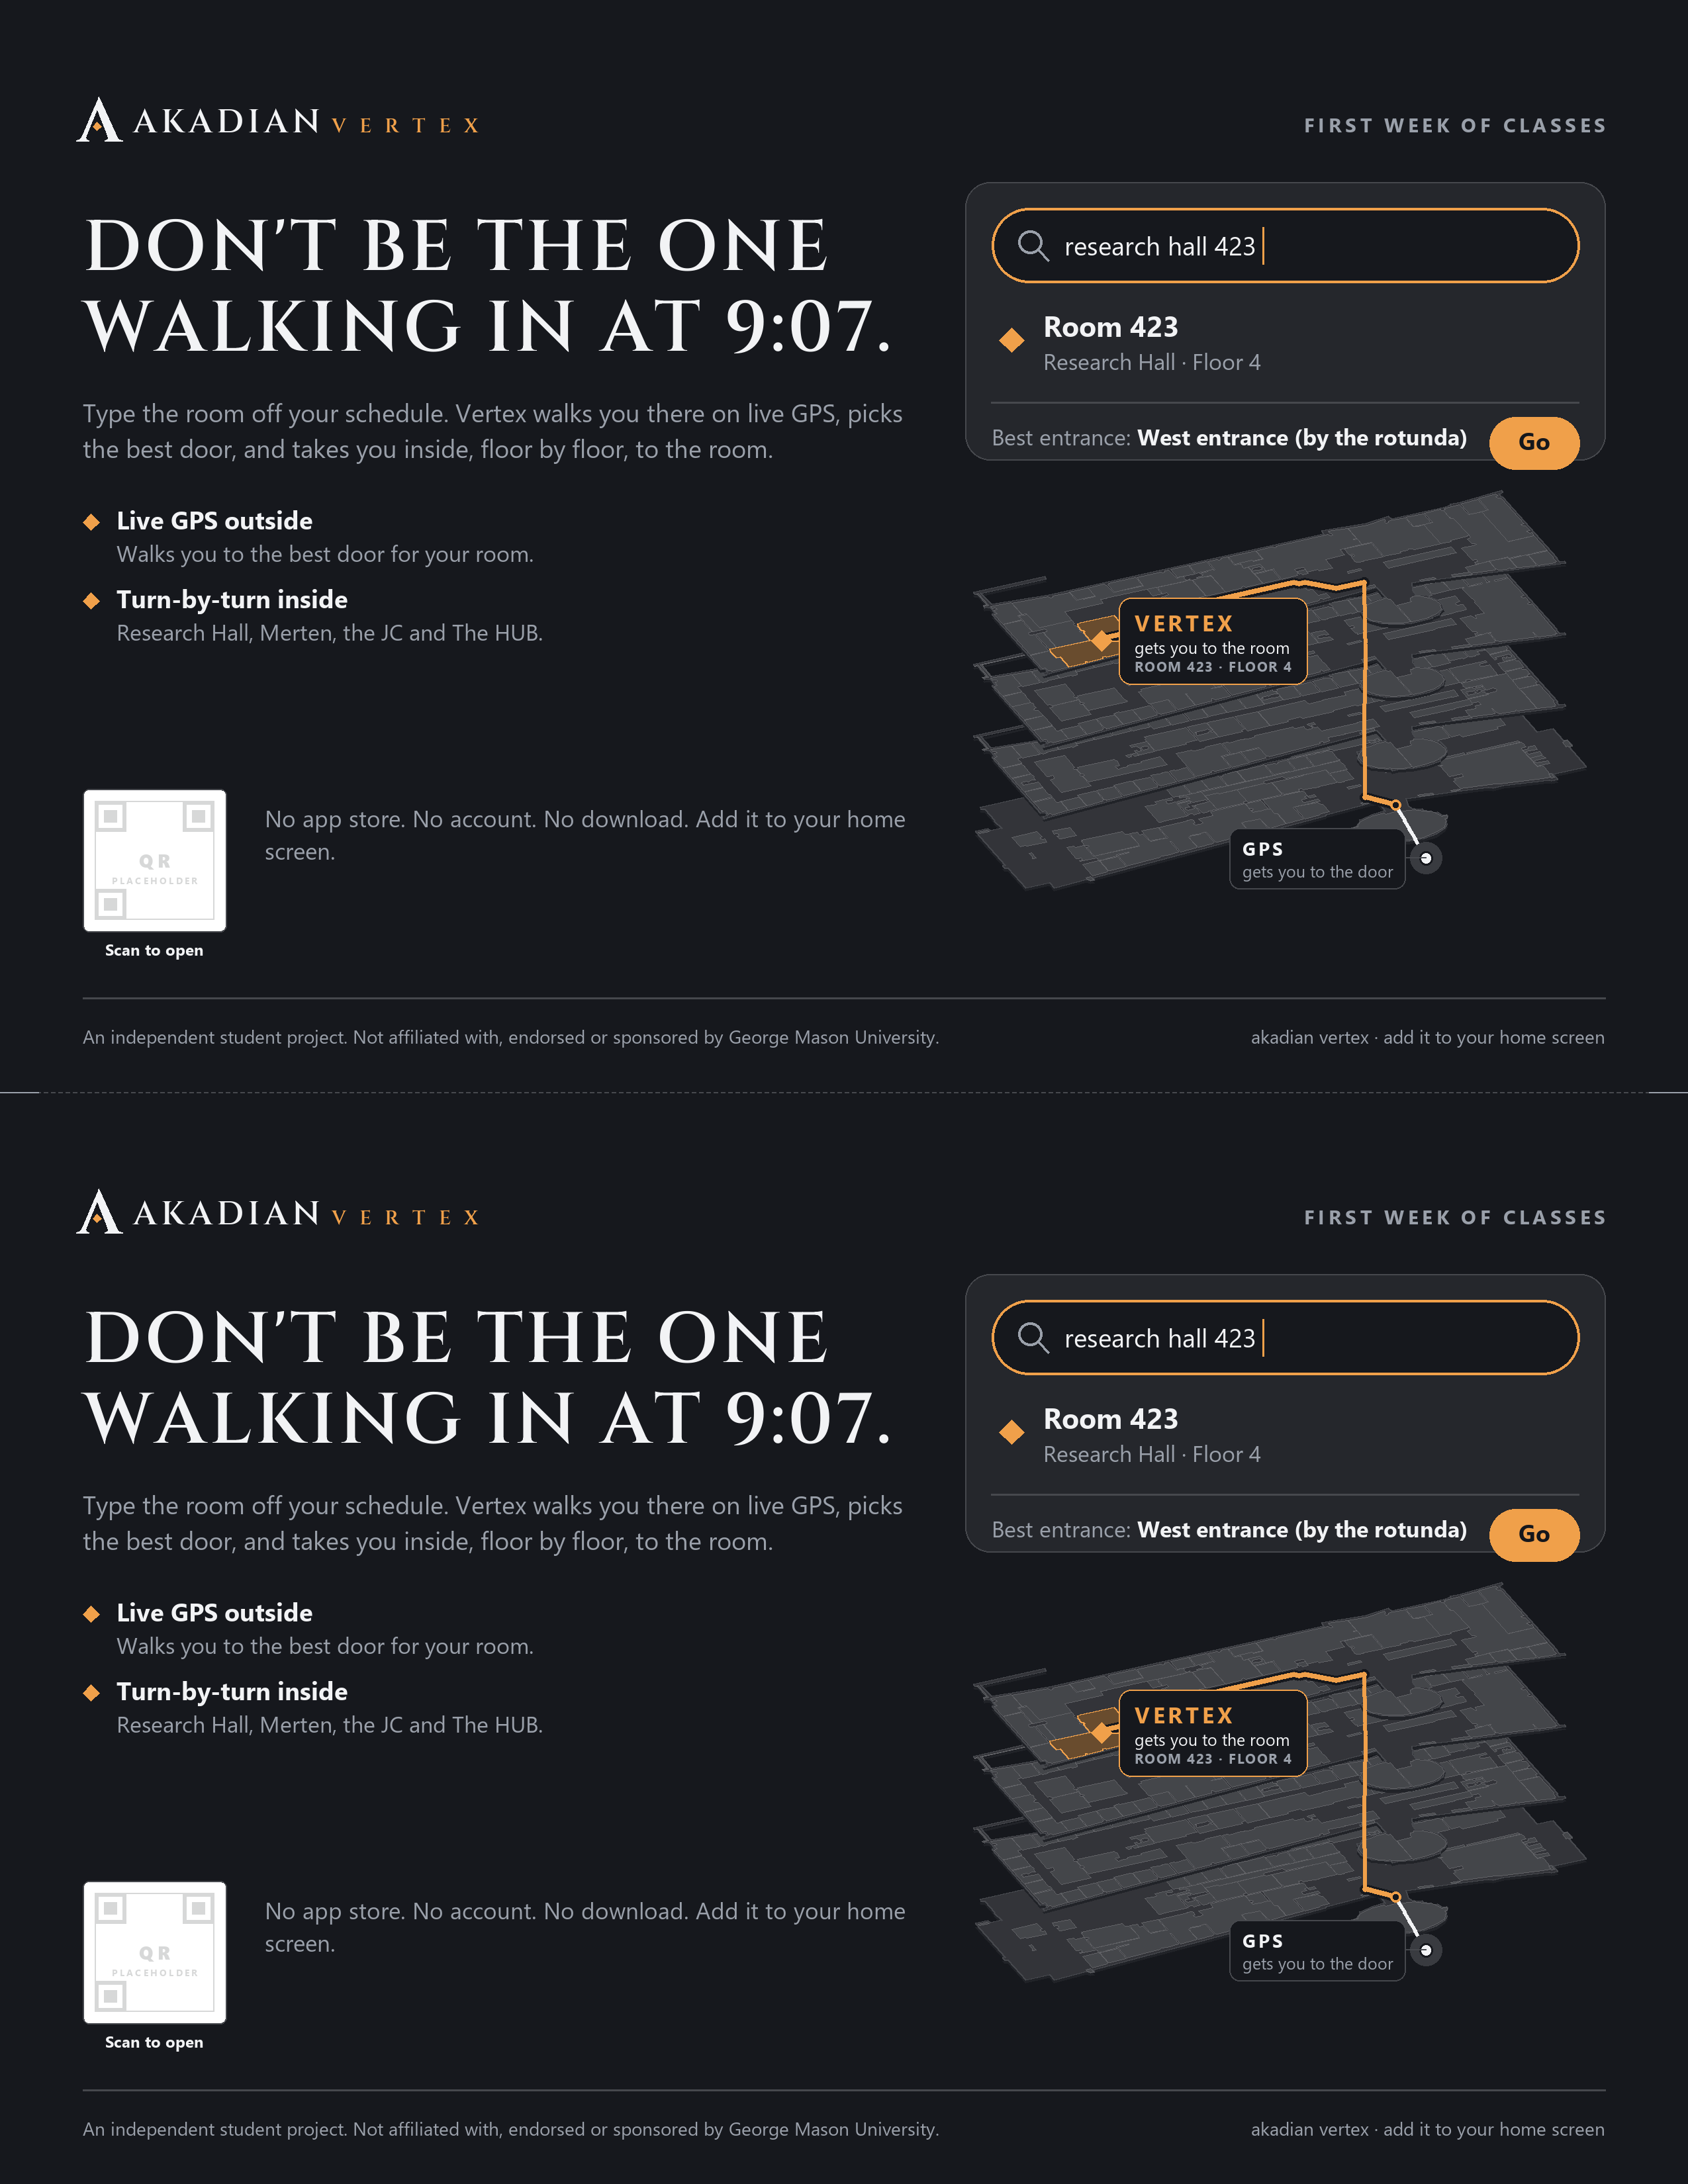 AKADIAN VERTEX
FIRST WEEK OF CLASSES
DON'T BE THE ONE
WALKING IN AT 9:07.
Type the room off your schedule. Vertex walks you there on live GPS, picks
the best door, and takes you inside, floor by floor, to the room.
Live GPS outside
Walks you to the best door for your room.
Turn-by-turn inside
Research Hall, Merten, the JC and The HUB.
research hall 423
Room 423
Research Hall · Floor 4
Best entrance: West entrance (by the rotunda)
Go
VERTEX
gets you to the room
ROOM 423 · FLOOR 4
GPS
gets you to the door
QR
PLACEHOLDER
Scan to open
No app store. No account. No download. Add it to your home
screen.
An independent student project. Not affiliated with, endorsed or sponsored by George Mason University.
akadian vertex · add it to your home screen
AKADIAN VERTEX
FIRST WEEK OF CLASSES
DON'T BE THE ONE
WALKING IN AT 9:07.
Type the room off your schedule. Vertex walks you there on live GPS, picks
the best door, and takes you inside, floor by floor, to the room.
Live GPS outside
Walks you to the best door for your room.
Turn-by-turn inside
Research Hall, Merten, the JC and The HUB.
research hall 423
Room 423
Research Hall · Floor 4
Best entrance: West entrance (by the rotunda)
Go
VERTEX
gets you to the room
ROOM 423 · FLOOR 4
GPS
gets you to the door
QR
PLACEHOLDER
Scan to open
No app store. No account. No download. Add it to your home
screen.
An independent student project. Not affiliated with, endorsed or sponsored by George Mason University.
akadian vertex · add it to your home screen